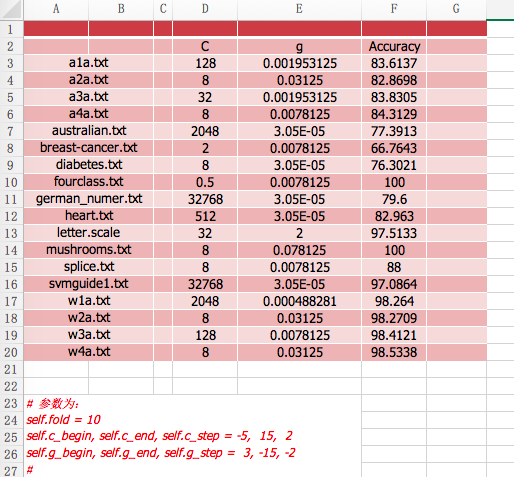 A B C D E F G
1
2 C g Accuracy
3 a1a.txt 128 0.001953125 83.6137
4 a2a.txt 8 0.03125 82.8698
5 a3a.txt 32 0.001953125 83.8305
6 a4a.txt 8 0.0078125 84.3129
7 australian.txt 2048 3.05E-05 77.3913
8 breast-cancer.txt 2 0.0078125 66.7643
9 diabetes.txt 8 3.05E-05 76.3021
10 fourclass.txt 0.5 0.0078125 100
11 german_numer.txt 32768 3.05E-05 79.6
12 heart.txt 512 3.05E-05 82.963
13 letter.scale 32 2 97.5133
14 mushrooms.txt 8 0.078125 100
15 splice.txt 8 0.0078125 88
16 svmguide1.txt 32768 3.05E-05 97.0864
17 w1a.txt 2048 0.000488281 98.264
18 w2a.txt 8 0.03125 98.2709
19 w3a.txt 128 0.0078125 98.4121
20 w4a.txt 8 0.03125 98.5338
21
22
23 # 参数为:
24 self.fold = 10
25 self.c_begin, self.c_end, self.c_step = -5, 15, 2
26 self.g_begin, self.g_end, self.g_step = 3, -15, -2
27 #